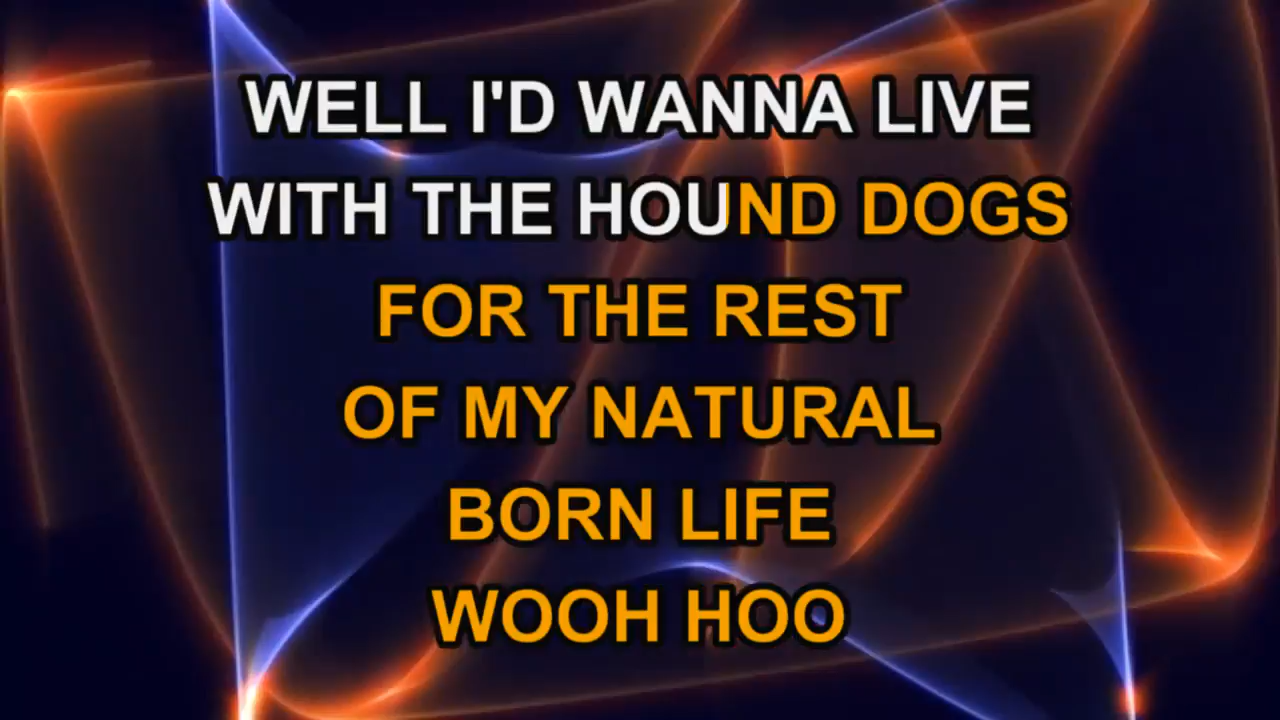 WELL I'D WANNA LIVE
WITH THE HOUND DOGS
FOR THE REST
OF MY NATURAL
BORN LIFE
WOOH HOO